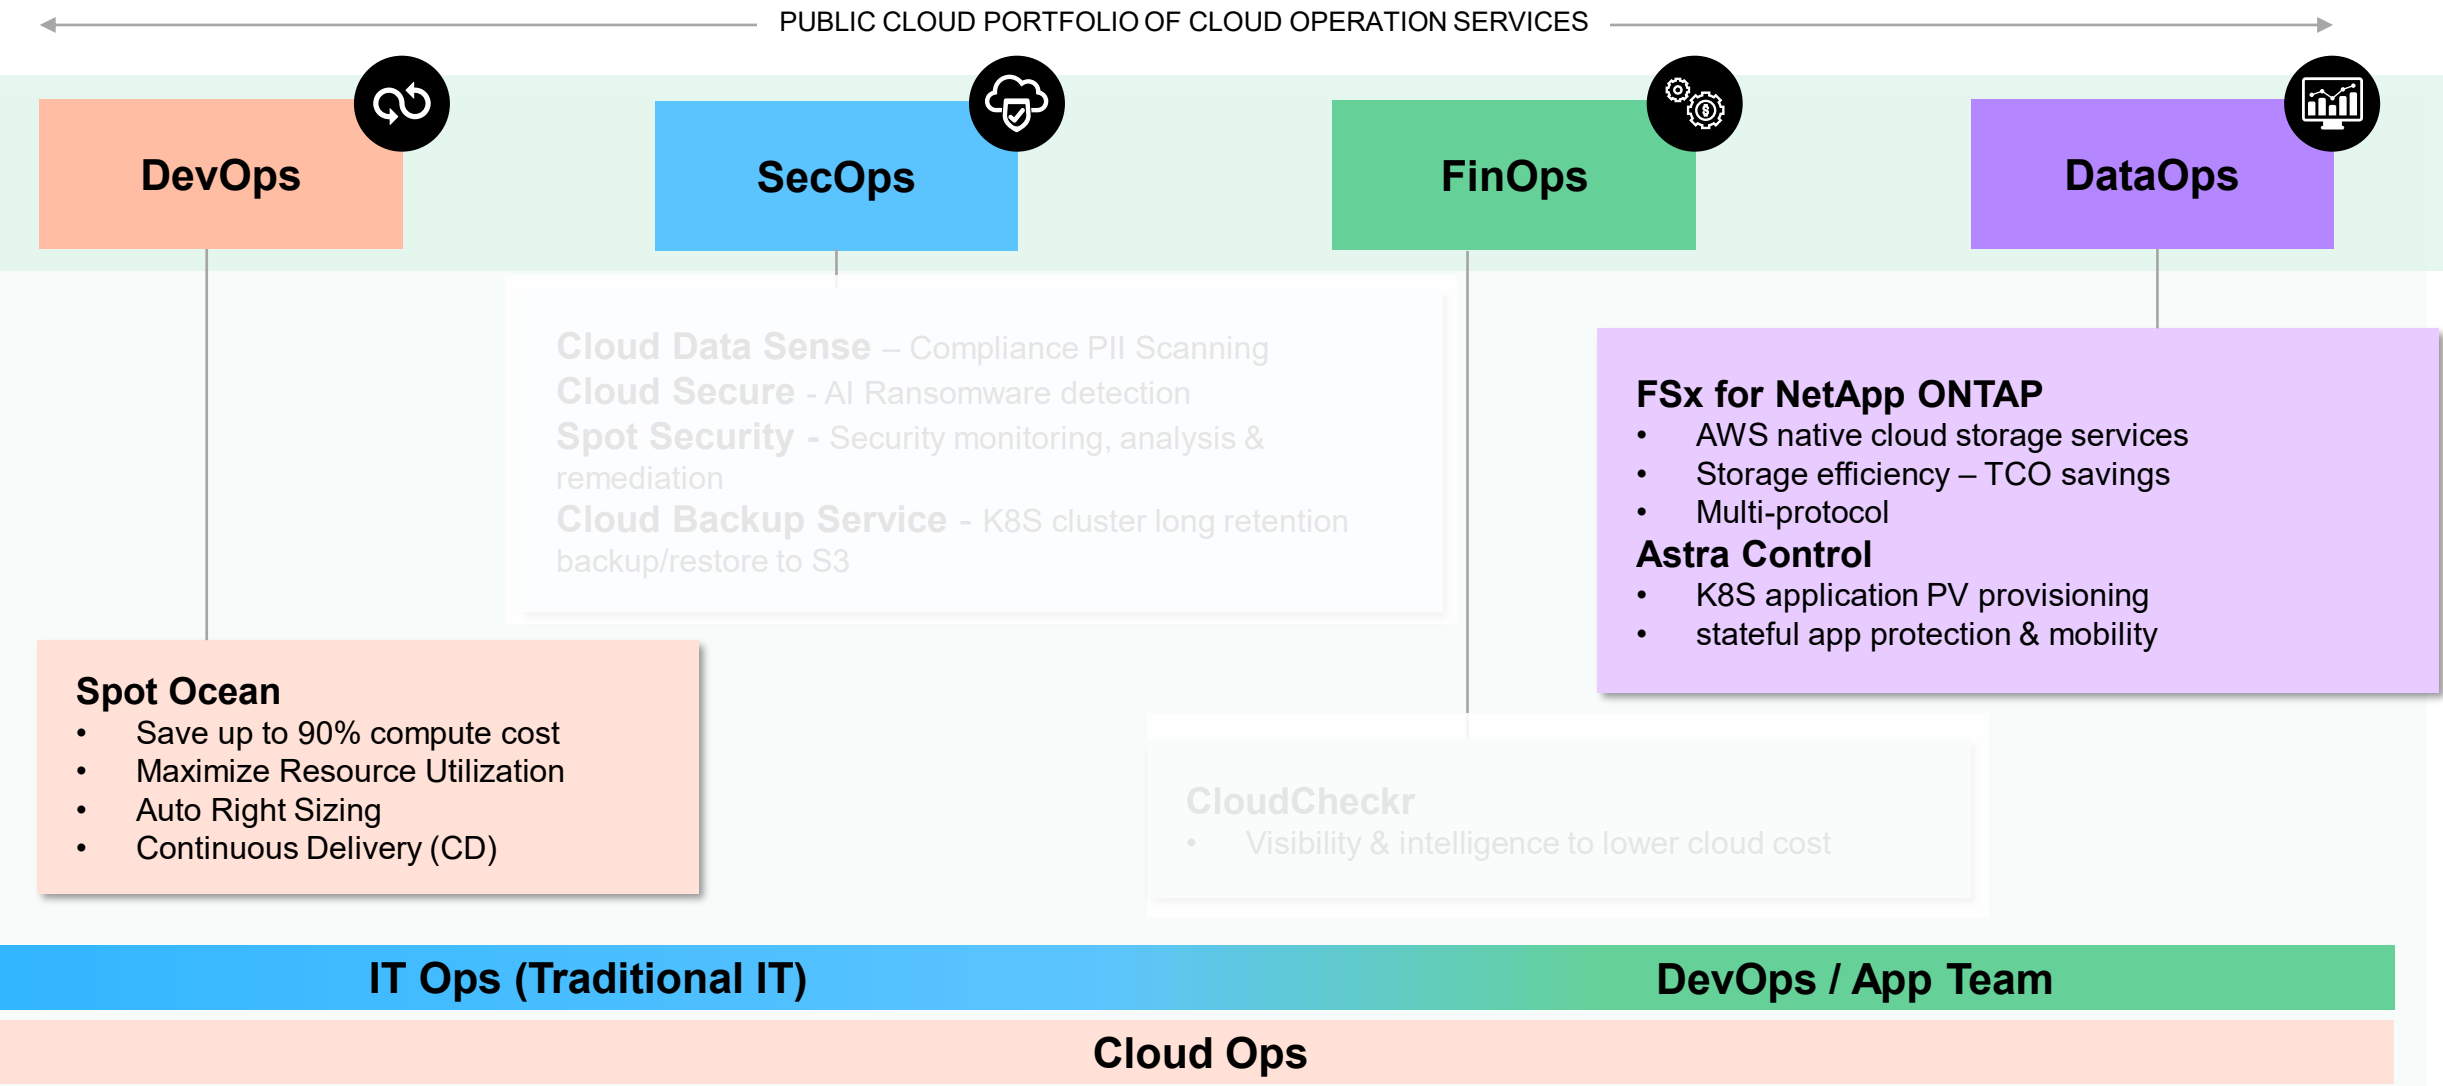 PUBLIC CLOUD PORTFOLIO OF CLOUD OPERATION SERVICES
DevOps
SecOps
FinOps
DataOps
Cloud Data Sense – Compliance PII Scanning
Cloud Secure - AI Ransomware detection
Spot Security - Security monitoring, analysis &
remediation
Cloud Backup Service - K8S cluster long retention
backup/restore to S3
FSx for NetApp ONTAP
• AWS native cloud storage services
• Storage efficiency – TCO savings
• Multi-protocol
Astra Control
• K8S application PV provisioning
• stateful app protection & mobility
Spot Ocean
• Save up to 90% compute cost
• Maximize Resource Utilization
• Auto Right Sizing
• Continuous Delivery (CD)
CloudCheckr
• Visibility & intelligence to lower cloud cost
IT Ops (Traditional IT)
DevOps / App Team
Cloud Ops